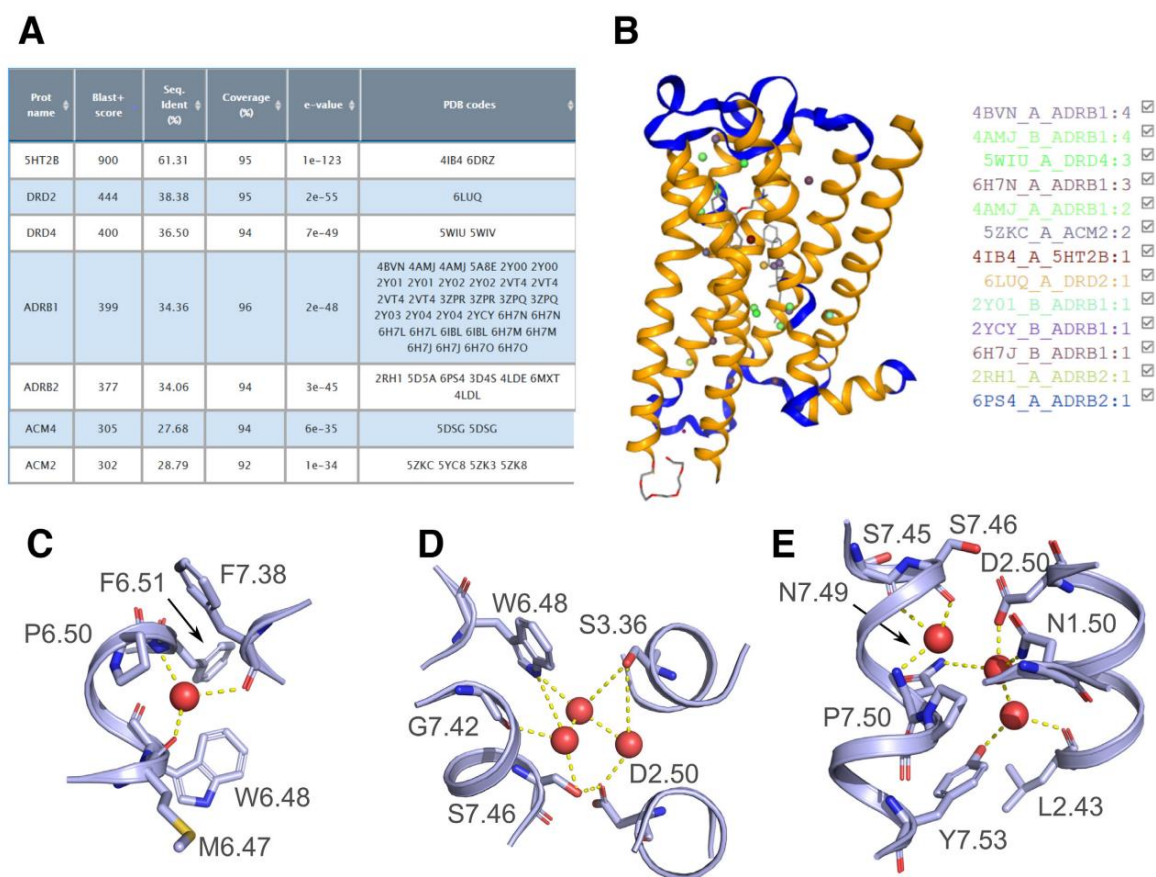 A
Prot name Blast+ score Seq. Ident (%) Coverage (%) e-value PDB codes
5HT2B 900 61.31 95 1e-123 4IB4 6DRZ
DRD2 444 38.38 95 2e-55 6LUQ
DRD4 400 36.50 94 7e-49 5WIU 5WIV
ADRB1 399 34.36 96 2e-48
4BVN 4AMJ 4AMJ 5A8E 2Y00 2Y00
2Y01 2Y01 2Y02 2Y02 2VT4 2VT4
2VT4 2VT4 3ZPR 3ZPR 3ZPQ 3ZPQ
2Y03 2Y04 2Y04 2YCY 6H7N 6H7N
6H7L 6H7L 6IBL 6IBL 6H7M 6H7M
6H7J 6H7J 6H7O 6H7O
ADRB2 377 34.06 94 3e-45
2RH1 5D5A 6PS4 3D4S 4LDE 6MXT
4LDL
ACM4 305 27.68 94 6e-35 5DSG 5DSG
ACM2 302 28.79 92 1e-34 5ZKC 5YC8 5ZK3 5ZK8
B
4BVN_A_ADRB1:4
4AMJ_B_ADRB1:4
5WIU_A_DRD4:3
6H7N_A_ADRB1:3
4AMJ_A_ADRB1:2
5ZKC_A_ACM2:2
4IB4_A_5HT2B:1
6LUQ_A_DRD2:1
2Y01_B_ADRB1:1
2YCY_B_ADRB1:1
6H7J_B_ADRB1:1
2RH1_A_ADRB2:1
6PS4_A_ADRB2:1
C
F6.51
F7.38
P6.50
W6.48
M6.47
D
W6.48
S3.36
G7.42
D2.50
S7.46
E
S7.45
S7.46
D2.50
N7.49
N1.50
P7.50
L2.43
Y7.53